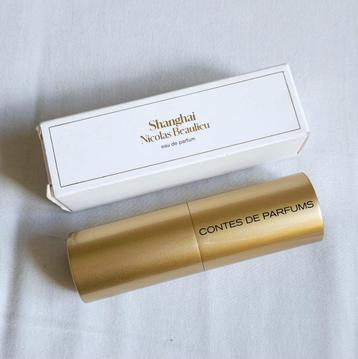 Shanghai
Nicolas Beaulieu
eau de parfum
CONTES DE PARFUMS